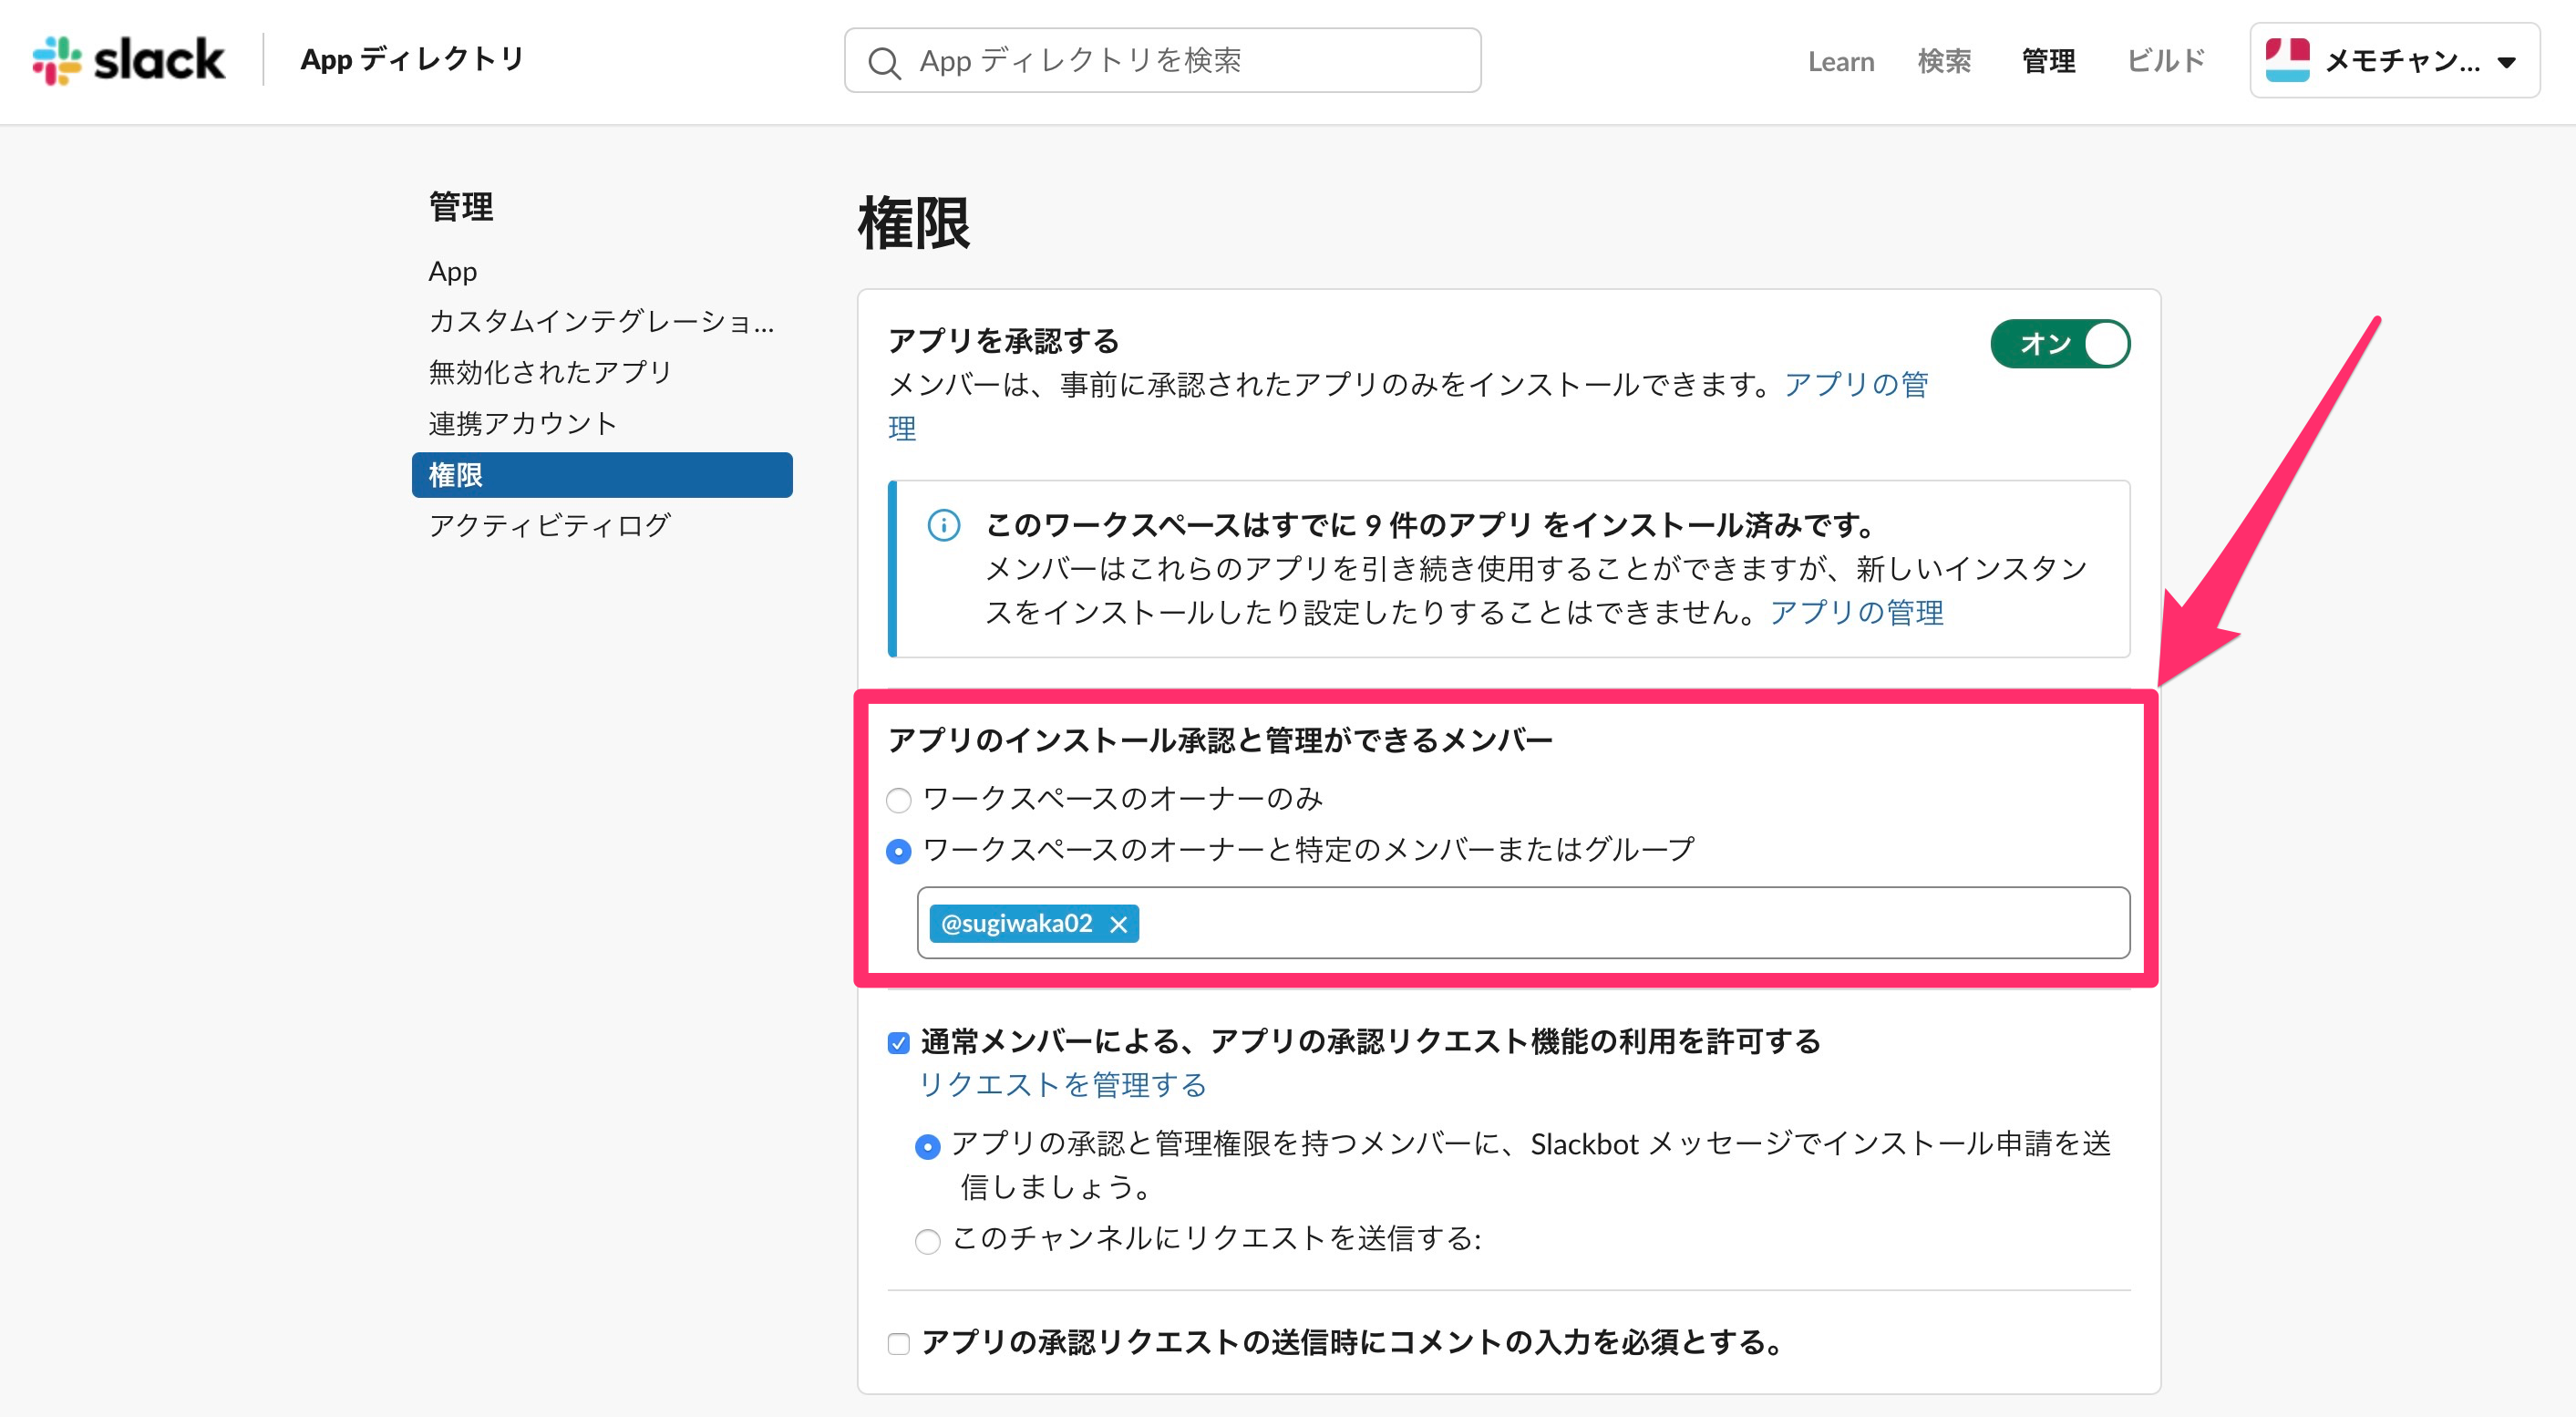 slack
App ディレクトリ
App ディレクトリを検索
Learn
検索
管理
ビルド
メモチャン...
管理
App
カスタムインテグレーショ...
無効化されたアプリ
連携アカウント
権限
アクティビティログ
権限
アプリを承認する
オン
メンバーは、事前に承認されたアプリのみをインストールできます。アプリの管
理
このワークスペースはすでに 9 件のアプリ をインストール済みです。
メンバーはこれらのアプリを引き続き使用することができますが、新しいインスタン
スをインストールしたり設定したりすることはできません。アプリの管理
アプリのインストール承認と管理ができるメンバー
ワークスペースのオーナーのみ
ワークスペースのオーナーと特定のメンバーまたはグループ
@sugiwaka02
通常メンバーによる、アプリの承認リクエスト機能の利用を許可する
リクエストを管理する
アプリの承認と管理権限を持つメンバーに、Slackbot メッセージでインストール申請を送
信しましょう。
このチャンネルにリクエストを送信する:
アプリの承認リクエストの送信時にコメントの入力を必須とする。